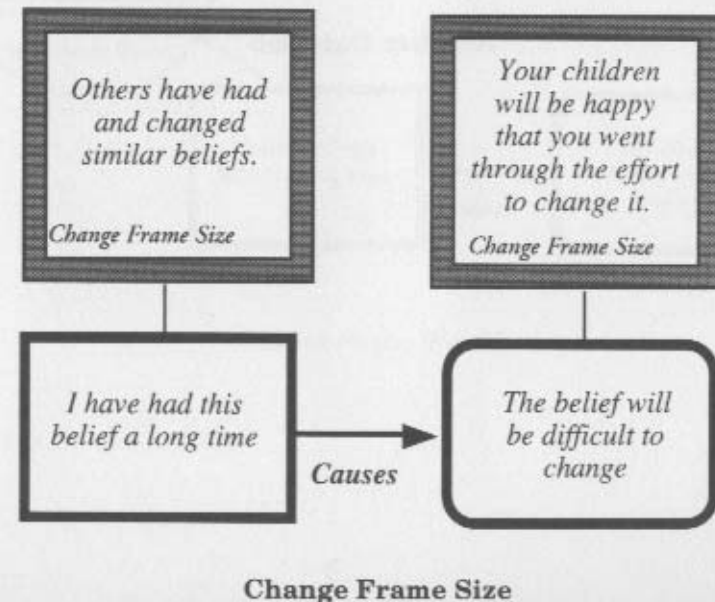 Others have had
and changed
similar beliefs.
Change Frame Size
Your children
will be happy
that you went
through the effort
to change it.
Change Frame Size
I have had this
belief a long time
Causes
The belief will
be difficult to
change
Change Frame Size